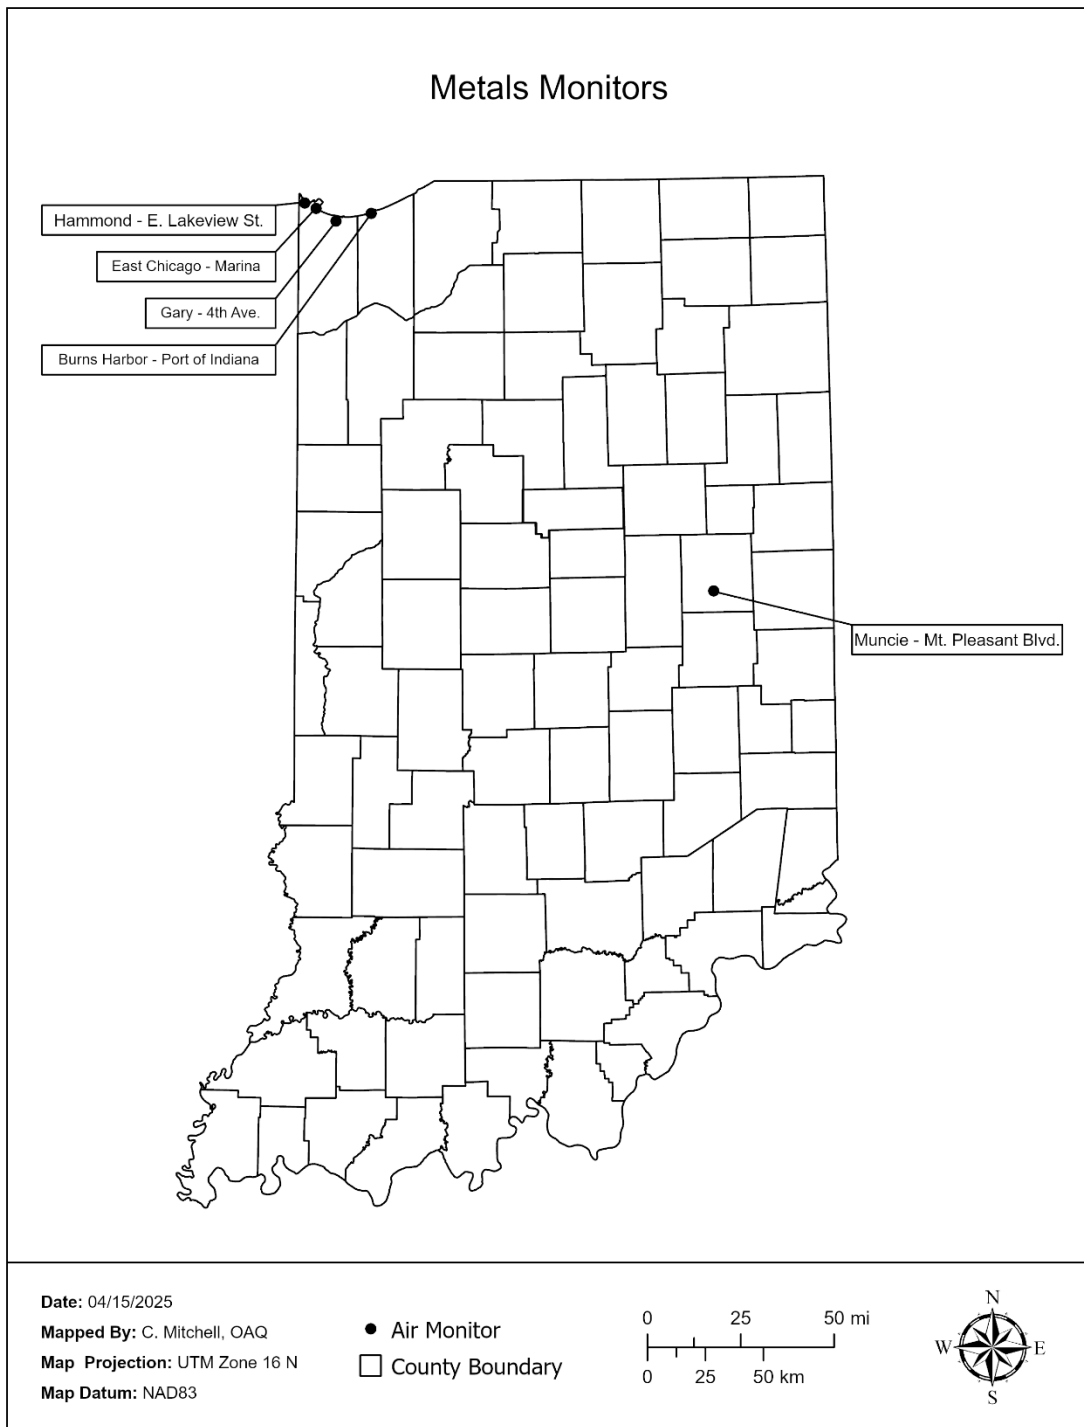 Metals Monitors
Hammond - E. Lakeview St.
East Chicago - Marina
Gary - 4th Ave.
Burns Harbor - Port of Indiana
Muncie - Mt. Pleasant Blvd.
Date: 04/15/2025
Mapped By: C. Mitchell, OAQ
Map Projection: UTM Zone 16 N
Map Datum: NAD83
Air Monitor
County Boundary
0 25 50 mi
0 25 50 km
N
W E
S